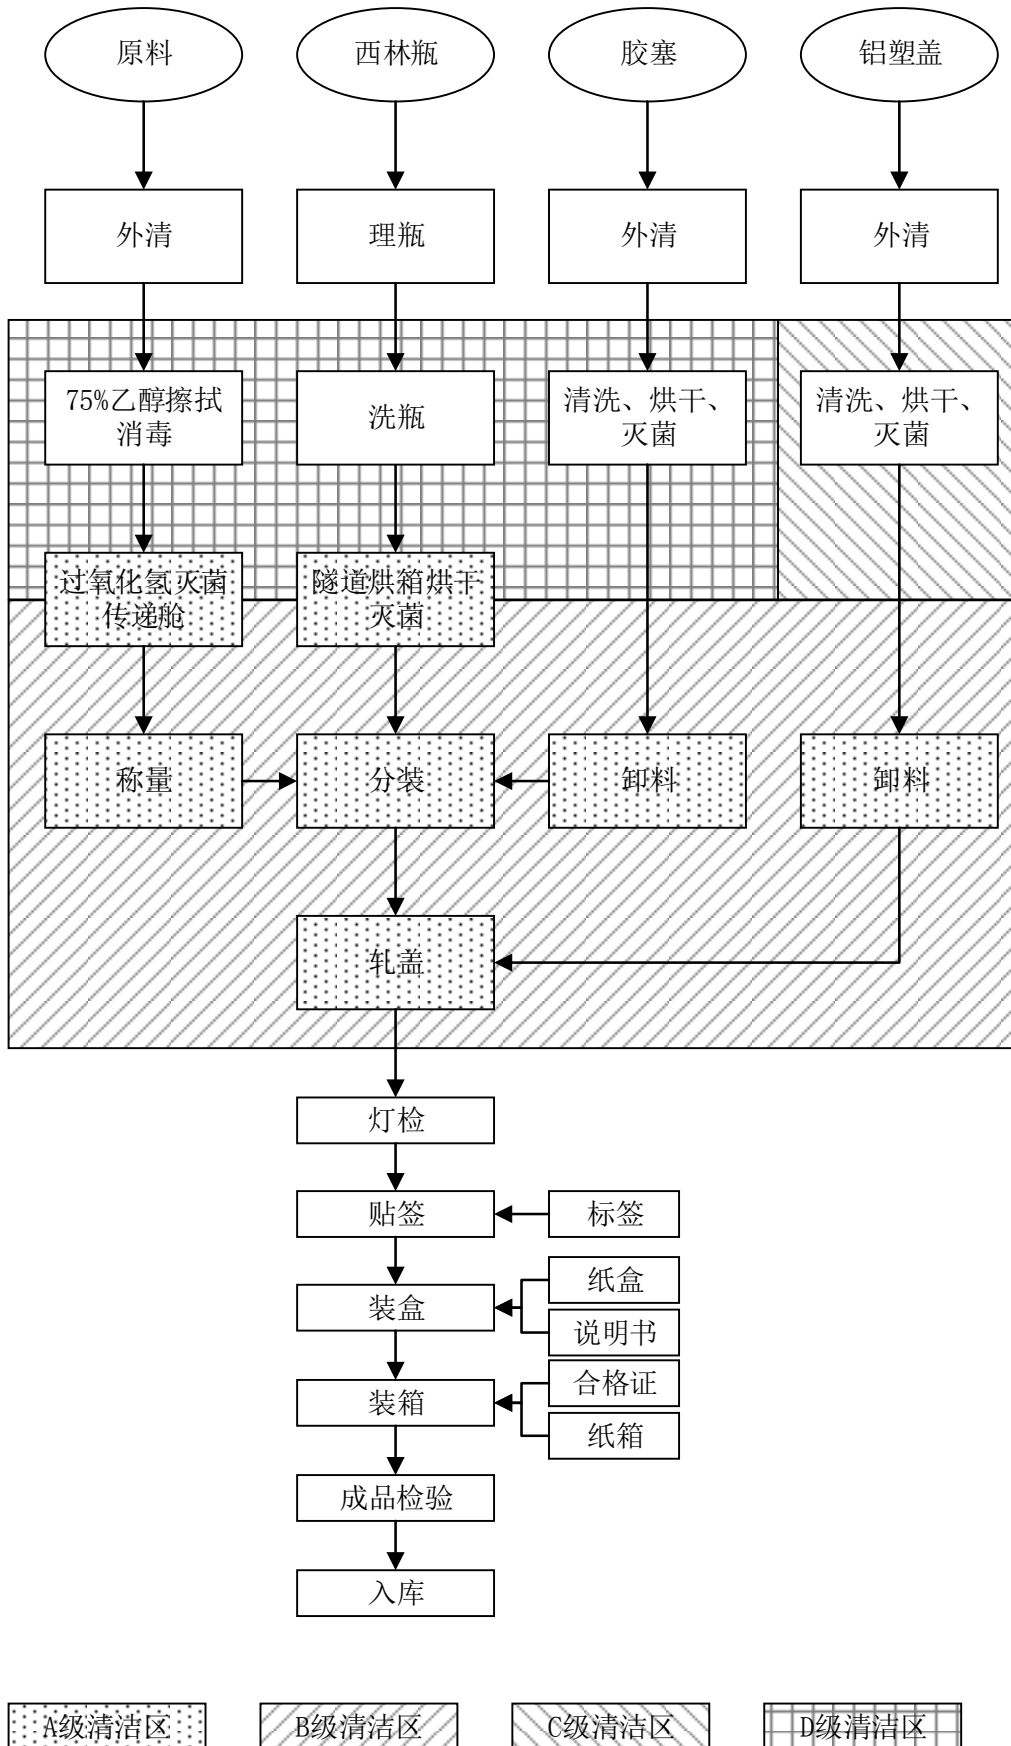 原料
西林瓶
胶塞
铝塑盖
外清
理瓶
外清
外清
75%乙醇擦拭
消毒
洗瓶
清洗、烘干、
灭菌
清洗、烘干、
灭菌
过氧化氢灭菌
传递舱
隧道烘箱烘干
灭菌
称量
分装
卸料
卸料
轧盖
灯检
贴签
标签
纸盒
装盒
说明书
合格证
装箱
纸箱
成品检验
入库
A级清洁区
B级清洁区
C级清洁区
D级清洁区